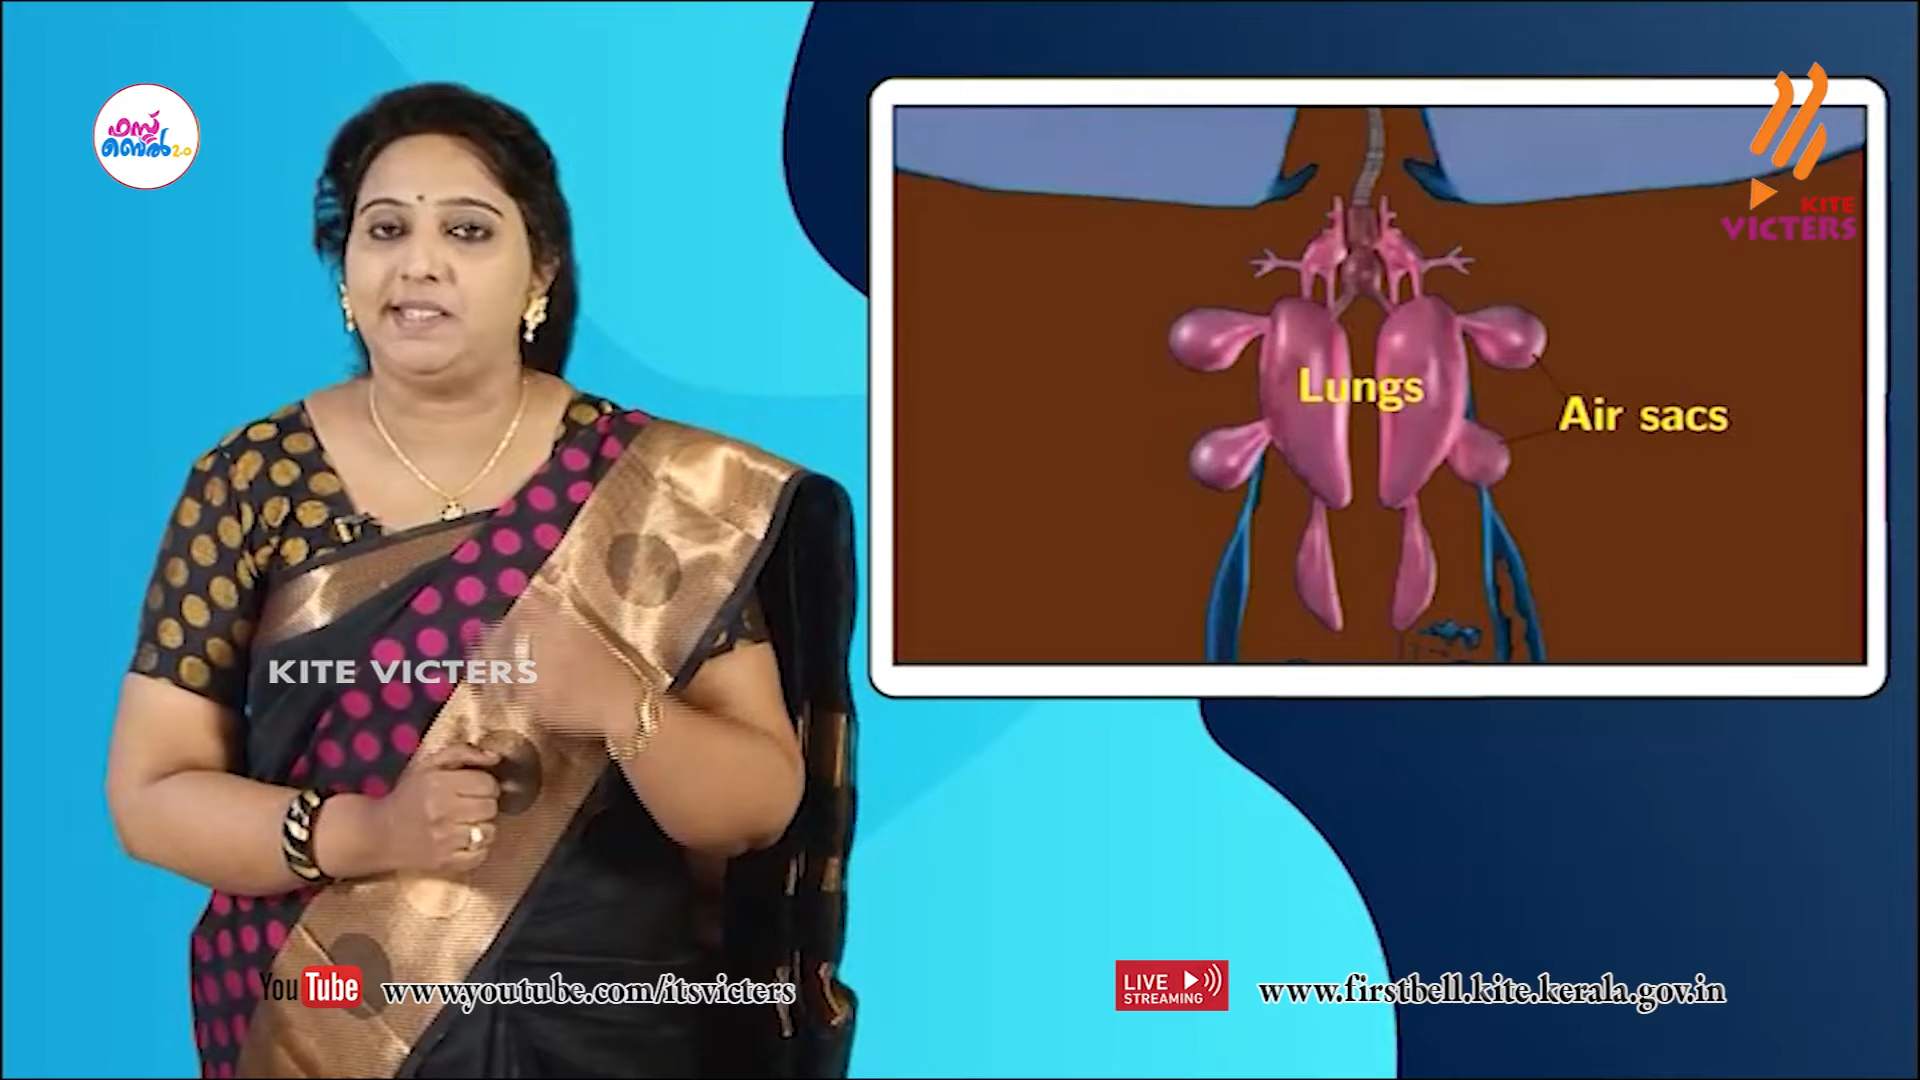 ഫസ്റ്റ്
ബെൽ 2.0
KITE
VICTERS
Lungs
Air sacs
KITE VICTERS
YouTube www.youtube.com/itsvicters
LIVE
STREAMING
www.firstbell.kite.kerala.gov.in